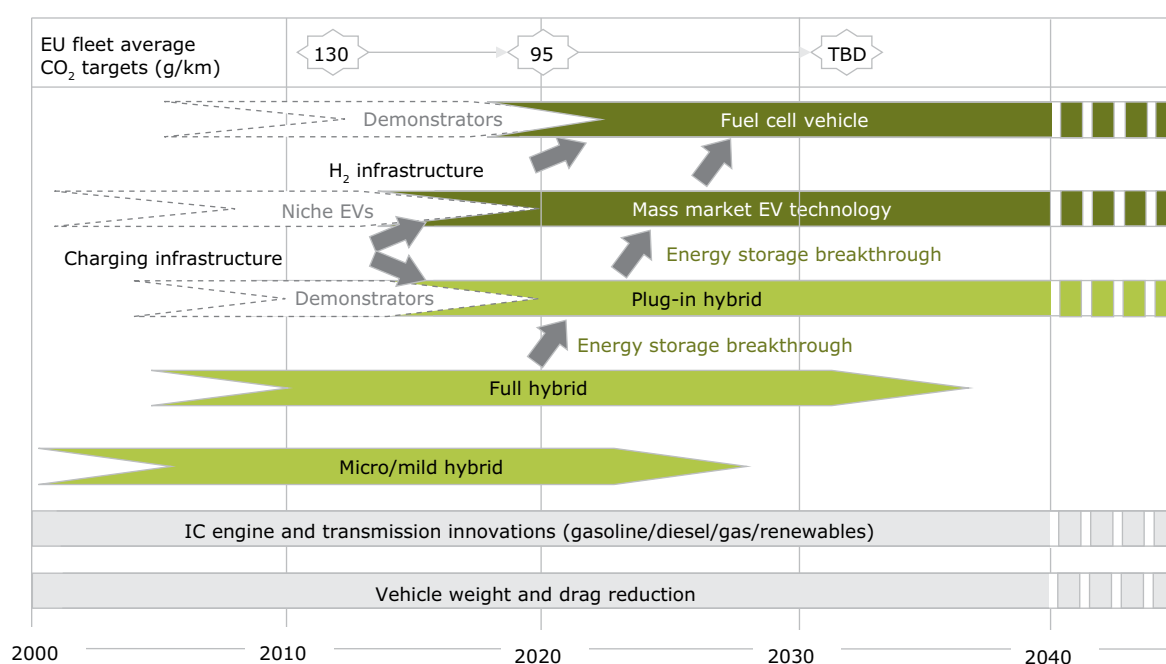 EU fleet average
CO₂ targets (g/km)
130
95
TBD
Demonstrators
Fuel cell vehicle
H₂ infrastructure
Niche EVs
Mass market EV technology
Charging infrastructure
Energy storage breakthrough
Demonstrators
Plug-in hybrid
Energy storage breakthrough
Full hybrid
Micro/mild hybrid
IC engine and transmission innovations (gasoline/diesel/gas/renewables)
Vehicle weight and drag reduction
2000
2010
2020
2030
2040